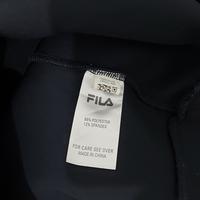 FILA
88% POLYESTER
12% SPANDEX
FOR CARE SEE OVER
MADE IN CHINA